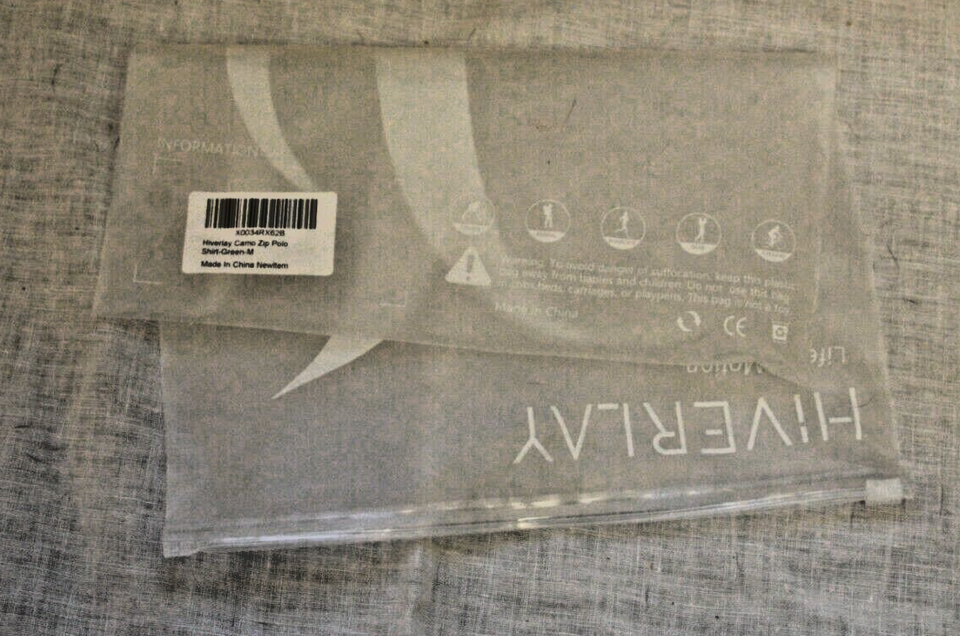 INFORMATION
X0034RX62B
Hiverlay Camo Zip Polo
Shirt-Green-M
Made In China NewItem
Warning: To avoid danger of suffocation, keep this plastic
bag away from babies and children. Do not use this bag
in cribs, beds, carriages, or playpens. This bag is not a toy.
Made in China
CE
Life
Motion
HiVERLAY